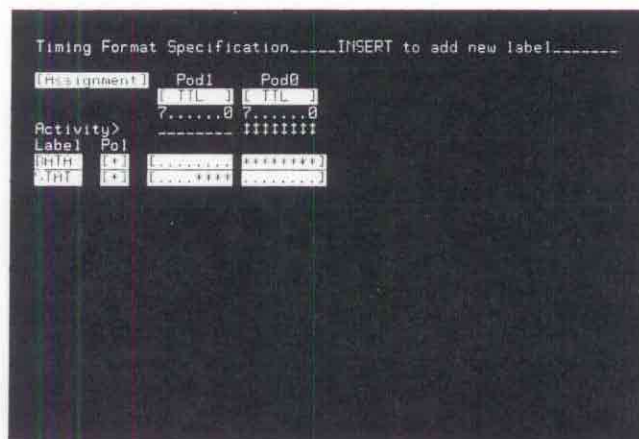 Timing Format Specification_____INSERT to add new label_______
[Assignment] Pod1 Pod0
[ TTL ] [ TTL ]
7......0 7......0
Activity> ________ ↕↕↕↕↕↕↕↕
Label Pol
DATA [+] [........ ********]
[+] [....**** ........]